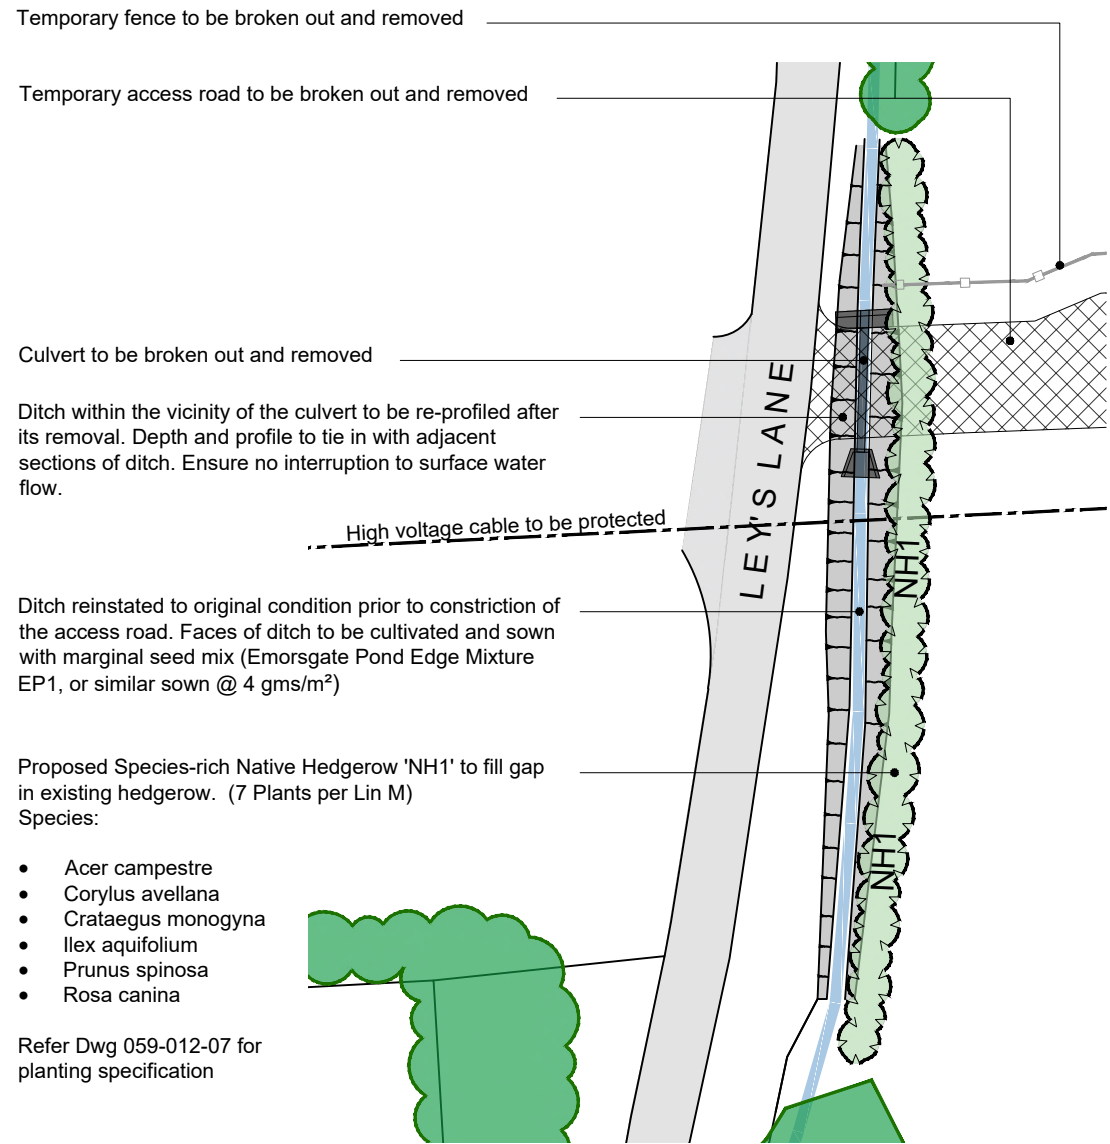 Temporary fence to be broken out and removed
Temporary access road to be broken out and removed
Culvert to be broken out and removed
Ditch within the vicinity of the culvert to be re-profiled after
its removal. Depth and profile to tie in with adjacent
sections of ditch. Ensure no interruption to surface water
flow.
LEY'S LANE
High voltage cable to be protected
NH1
Ditch reinstated to original condition prior to constriction of
the access road. Faces of ditch to be cultivated and sown
with marginal seed mix (Emorsgate Pond Edge Mixture
EP1, or similar sown @ 4 gms/m²)
Proposed Species-rich Native Hedgerow 'NH1' to fill gap
in existing hedgerow.  (7 Plants per Lin M)
Species:
NH1
• Acer campestre
• Corylus avellana
• Crataegus monogyna
• Ilex aquifolium
• Prunus spinosa
• Rosa canina
Refer Dwg 059-012-07 for
planting specification